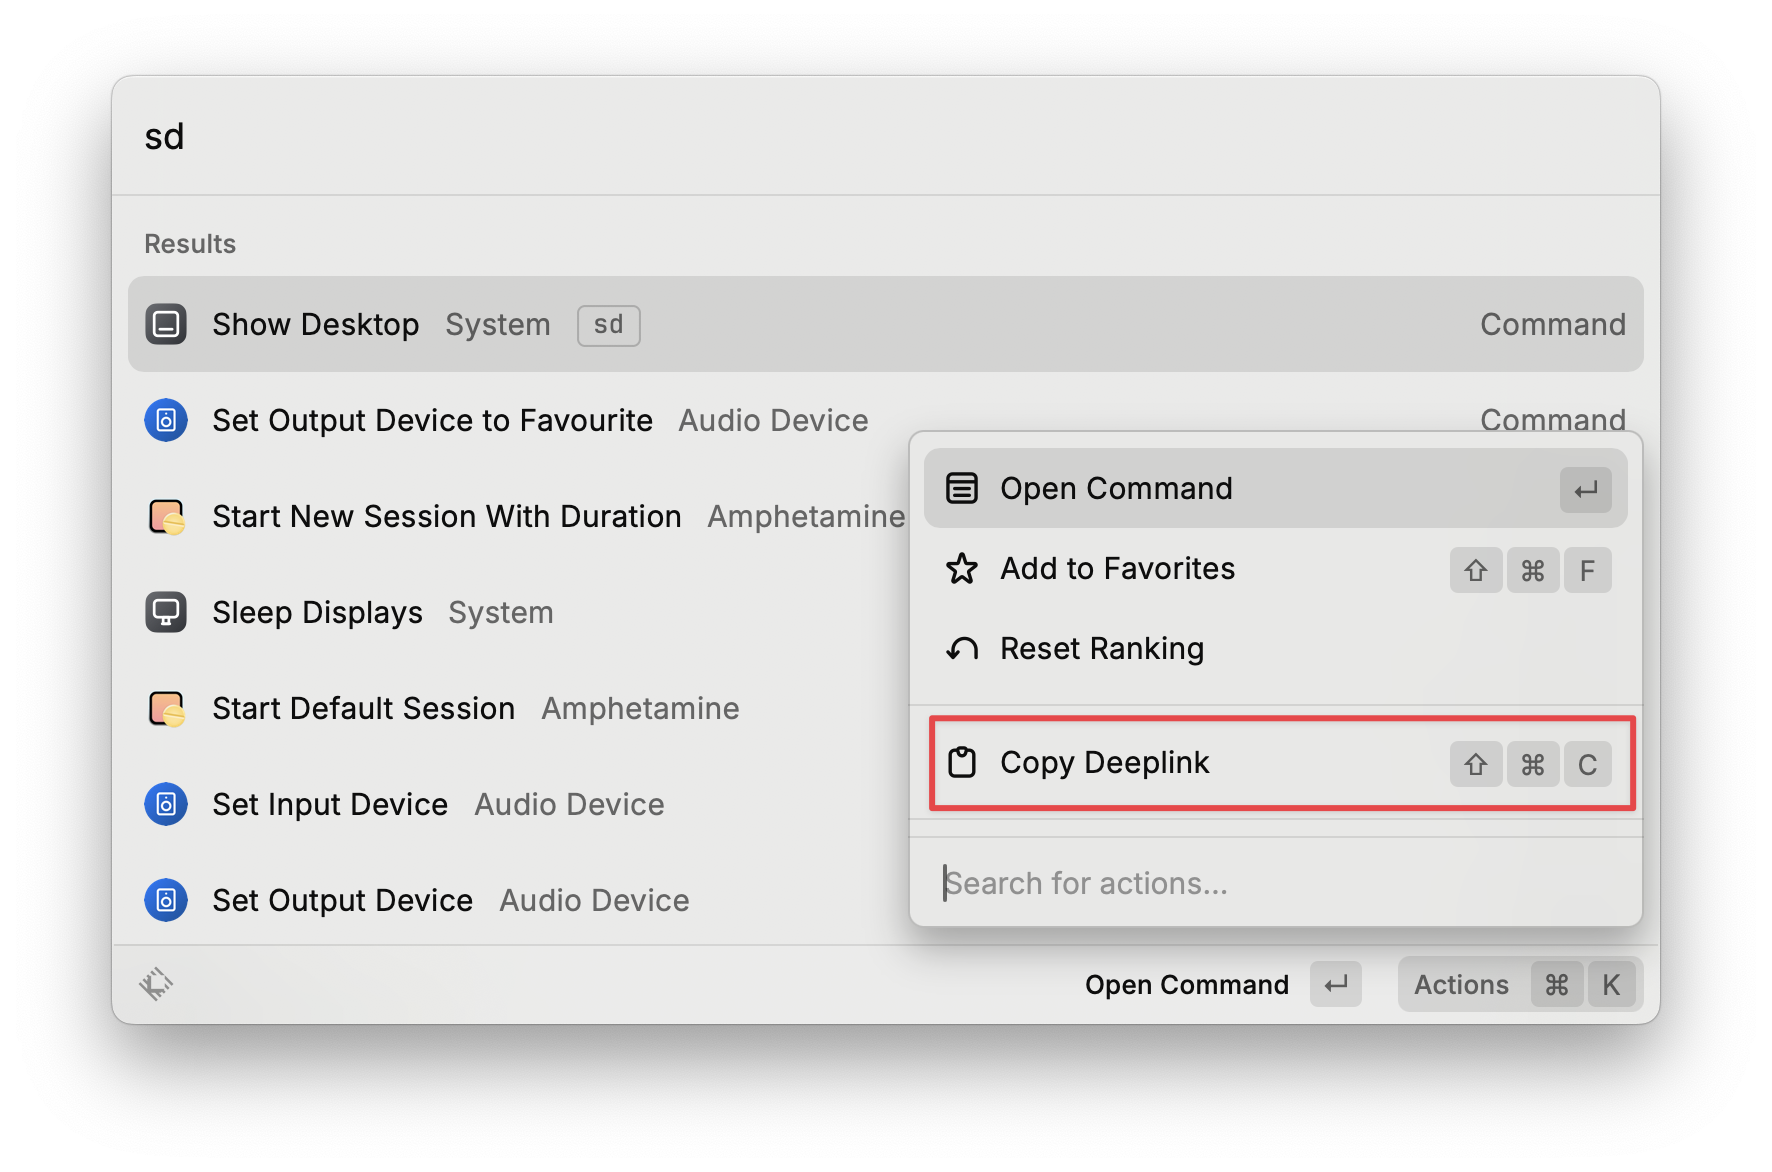 sd
Results
Show Desktop System sd Command
Set Output Device to Favourite Audio Device Command
Start New Session With Duration Amphetamine
Sleep Displays System
Start Default Session Amphetamine
Set Input Device Audio Device
Set Output Device Audio Device
Open Command ↵
Add to Favorites ⇧ ⌘ F
Reset Ranking
Copy Deeplink ⇧ ⌘ C
Search for actions...
Open Command ↵ Actions ⌘ K